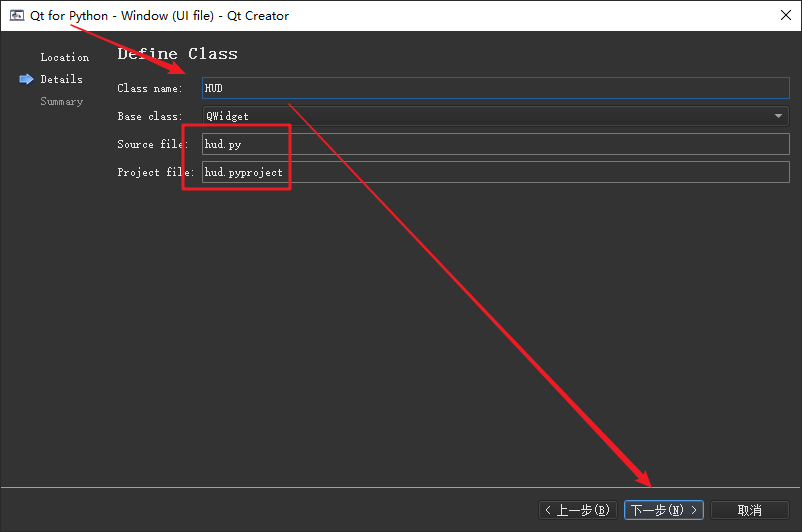 Qt for Python - Window (UI file) - Qt Creator
Location
Details
Summary
Define Class
Class name: HUD
Base class: QWidget
Source file: hud.py
Project file: hud.pyproject
< 上一步(B)
下一步(N) >
取消